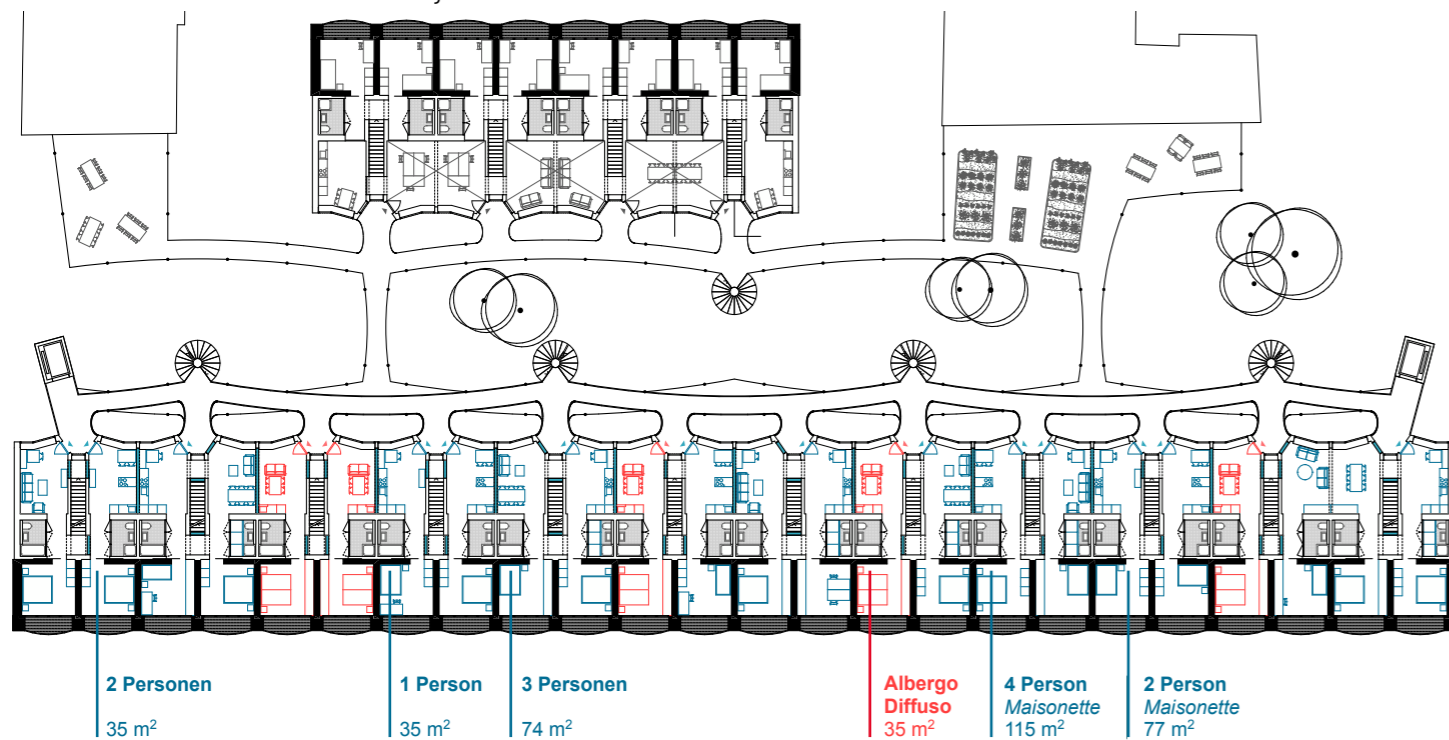 2 Personen
35 m²
1 Person
35 m²
3 Personen
74 m²
Albergo
Diffuso
35 m²
4 Person
Maisonette
115 m²
2 Person
Maisonette
77 m²